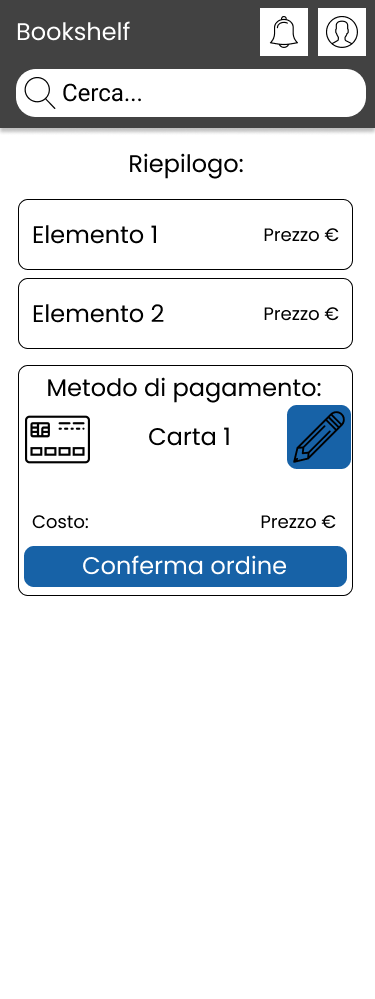 Bookshelf
Cerca...
Riepilogo:
Elemento 1 Prezzo €
Elemento 2 Prezzo €
Metodo di pagamento:
Carta 1
Costo: Prezzo €
Conferma ordine